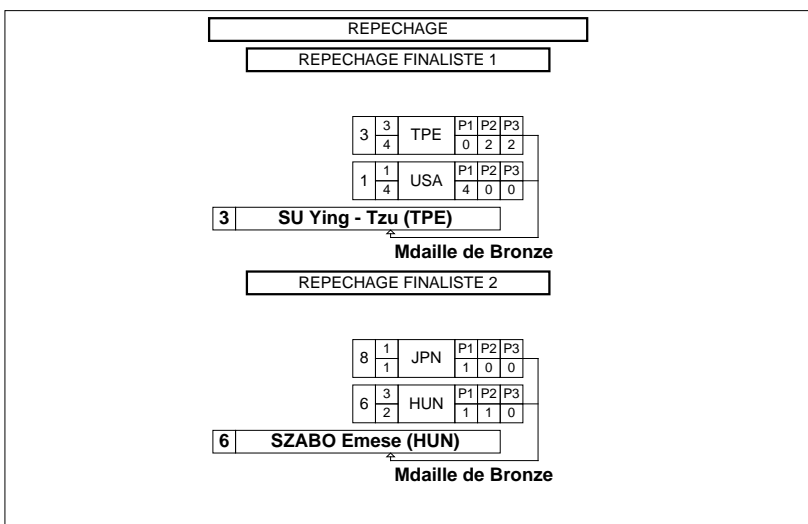 REPECHAGE
REPECHAGE FINALISTE 1
3 3 TPE P1 P2 P3
4 0 2 2
1 1 USA P1 P2 P3
4 4 0 0
3 SU Ying - Tzu (TPE)
Mdaille de Bronze
REPECHAGE FINALISTE 2
8 1 JPN P1 P2 P3
1 1 0 0
6 3 HUN P1 P2 P3
2 1 1 0
6 SZABO Emese (HUN)
Mdaille de Bronze